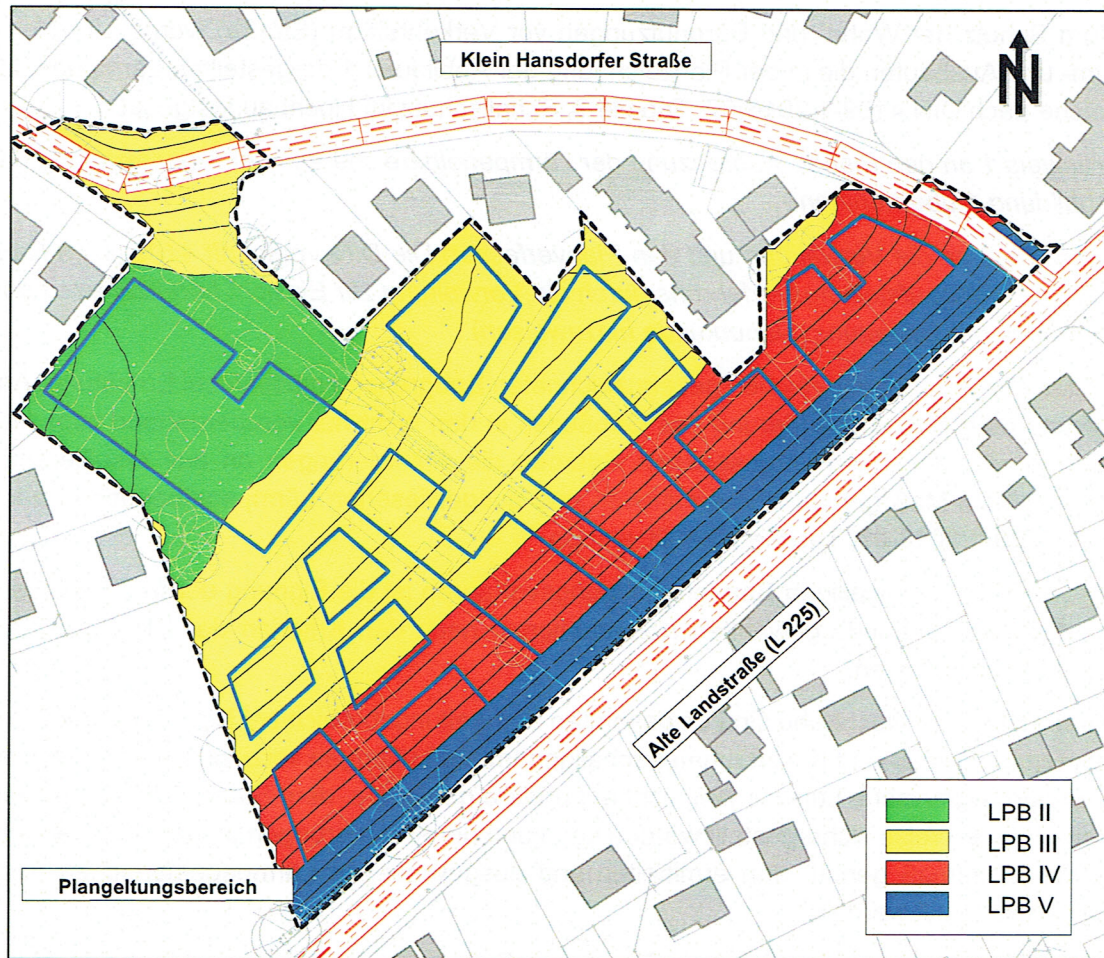 Klein Hansdorfer Straße
N
Alte Landstraße (L 225)
Plangeltungsbereich
LPB II
LPB III
LPB IV
LPB V